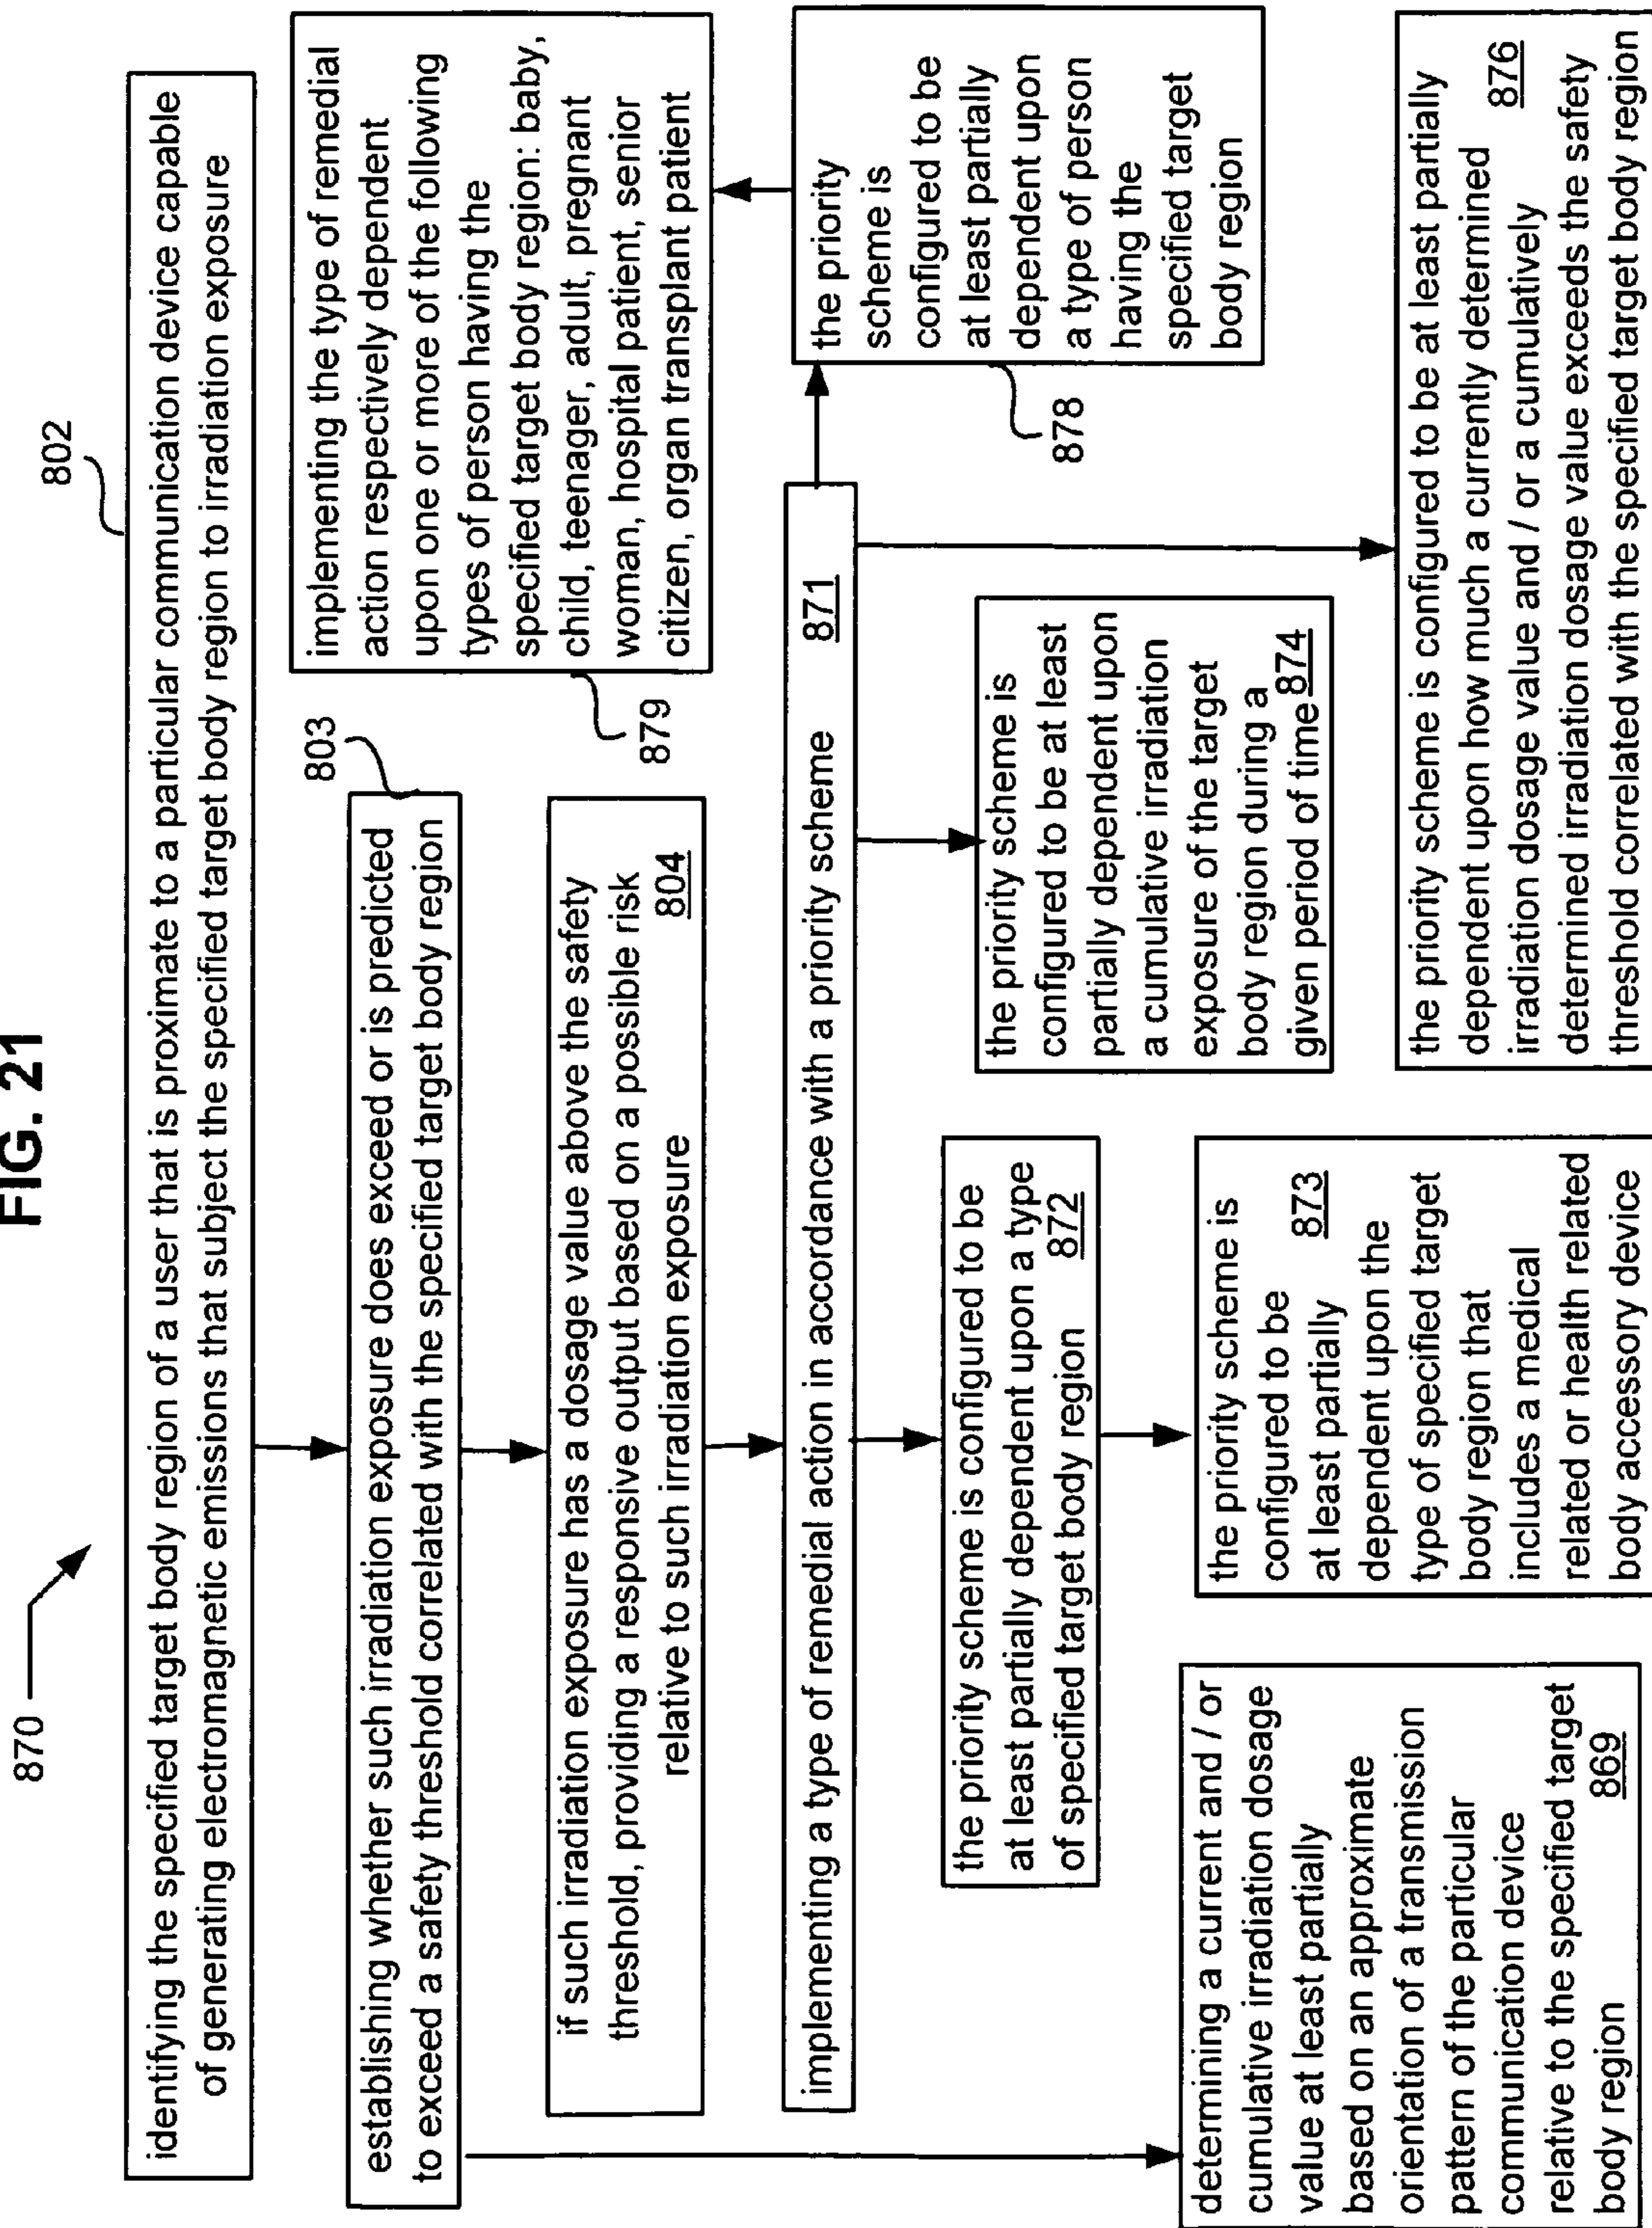 FIG. 21
870
802
identifying the specified target body region of a user that is proximate to a particular communication device capable
of generating electromagnetic emissions that subject the specified target body region to irradiation exposure
803
establishing whether such irradiation exposure does exceed or is predicted
to exceed a safety threshold correlated with the specified target body region
if such irradiation exposure has a dosage value above the safety
threshold, providing a responsive output based on a possible risk
relative to such irradiation exposure
804
implementing a type of remedial action in accordance with a priority scheme 871
implementing the type of remedial
action respectively dependent
upon one or more of the following
types of person having the
specified target body region: baby,
child, teenager, adult, pregnant
woman, hospital patient, senior
citizen, organ transplant patient
879
the priority
scheme is
configured to be
at least partially
dependent upon
a type of person
having the
specified target
body region
878
the priority scheme is configured to be
at least partially dependent upon a type
of specified target body region 872
the priority scheme is
configured to be at least
partially dependent upon
a cumulative irradiation
exposure of the target
body region during a
given period of time 874
determining a current and / or
cumulative irradiation dosage
value at least partially
based on an approximate
orientation of a transmission
pattern of the particular
communication device
relative to the specified target
body region 869
the priority scheme is
configured to be
at least partially 873
dependent upon the
type of specified target
body region that
includes a medical
related or health related
body accessory device
the priority scheme is configured to be at least partially
dependent upon how much a currently determined
irradiation dosage value and / or a cumulatively 876
determined irradiation dosage value exceeds the safety
threshold correlated with the specified target body region